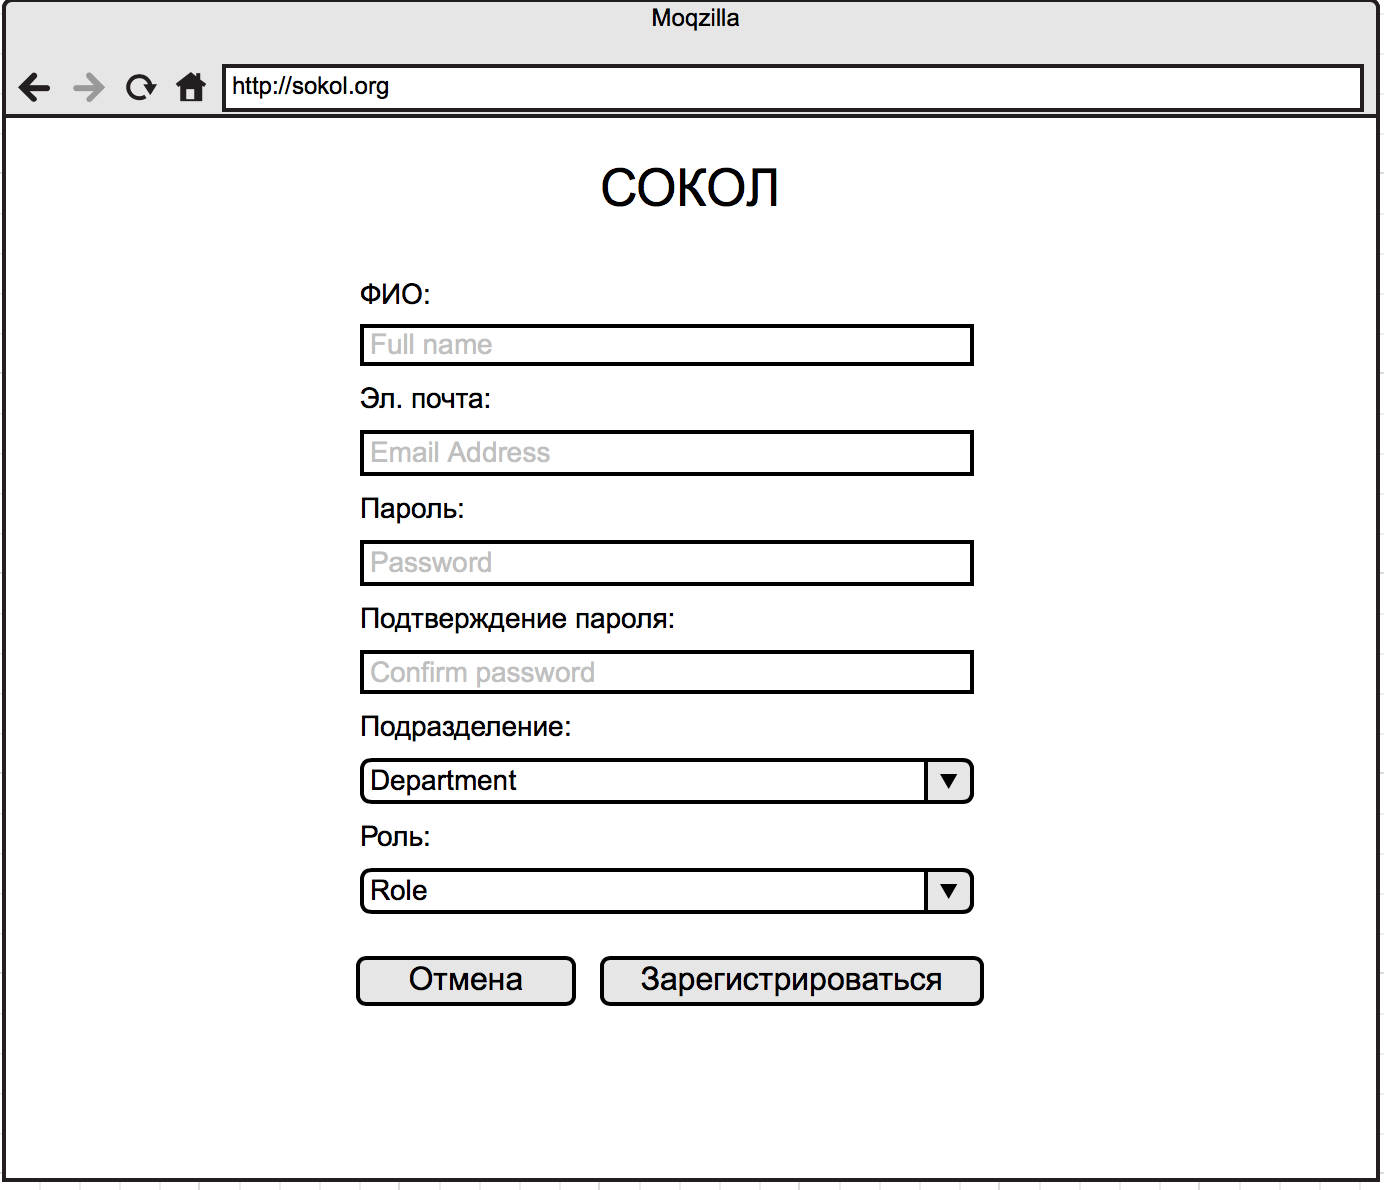 Moqzilla
http://sokol.org
СОКОЛ
ФИО:
Full name
Эл. почта:
Email Address
Пароль:
Password
Подтверждение пароля:
Confirm password
Подразделение:
Department
Роль:
Role
Отмена Зарегистрироваться